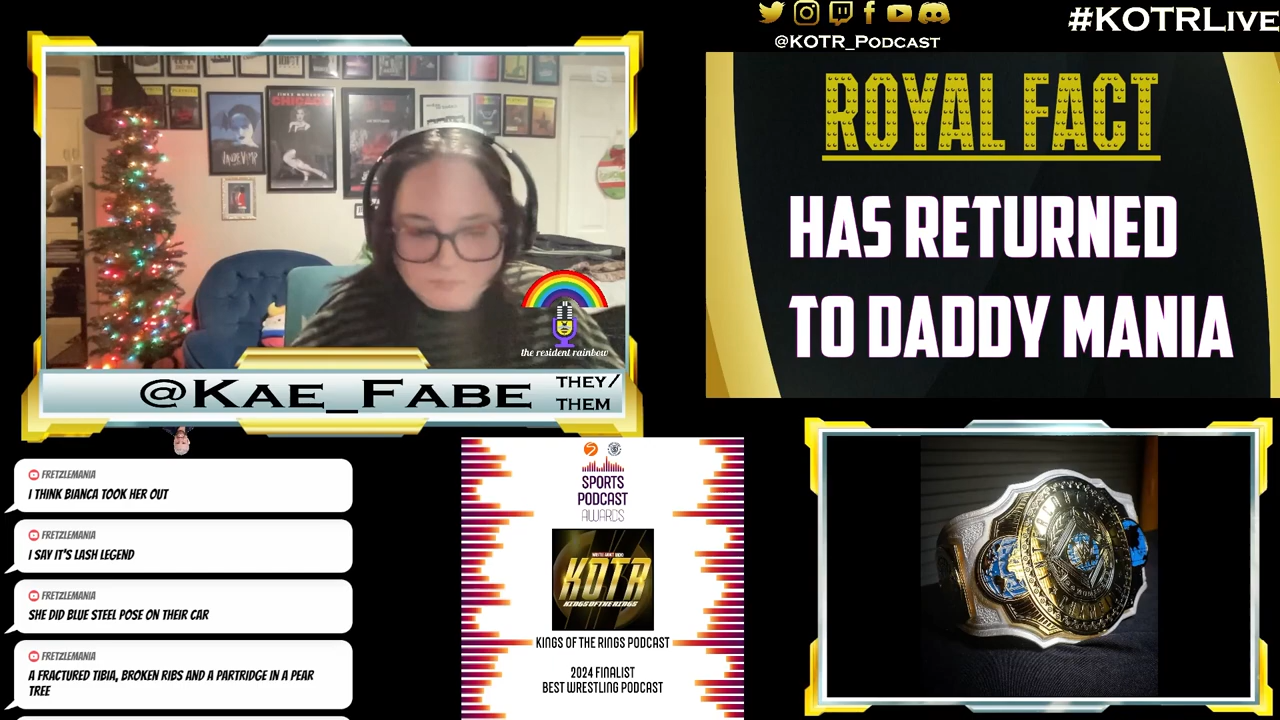 @KOTR_PODCAST
#KOTRLIVE
ROYAL FACT
HAS RETURNED
TO DADDY MANIA
CHICAGO
the resident rainbow
@KAE_FABE
THEY/
THEM
FRETZLEMANIA
I THINK BIANCA TOOK HER OUT
FRETZLEMANIA
I SAY IT'S LASH LEGEND
FRETZLEMANIA
SHE DID BLUE STEEL POSE ON THEIR CAR
FRETZLEMANIA
A FRACTURED TIBIA, BROKEN RIBS AND A PARTRIDGE IN A PEAR
TREE
SPORTS
PODCAST
AWARDS
KOTR
KINGS OF THE RINGS
KINGS OF THE RINGS PODCAST
2024 FINALIST
BEST WRESTLING PODCAST